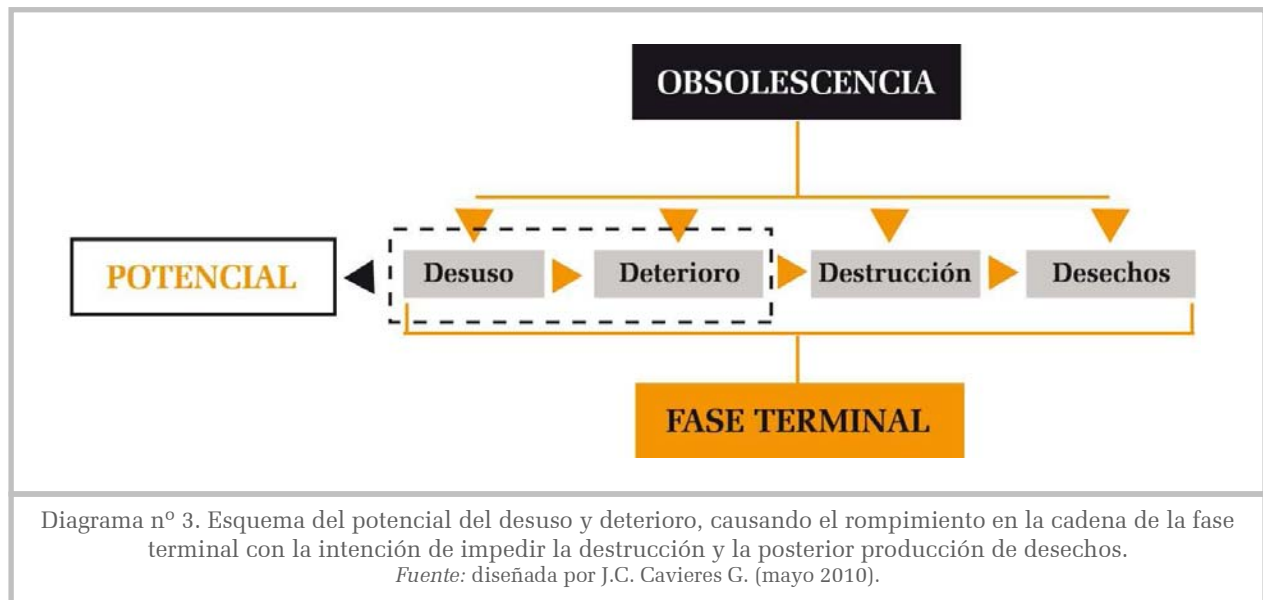 OBSOLESCENCIA
POTENCIAL
Desuso
Deterioro
Destrucción
Desechos
FASE TERMINAL
Diagrama nº 3. Esquema del potencial del desuso y deterioro, causando el rompimiento en la cadena de la fase
terminal con la intención de impedir la destrucción y la posterior producción de desechos.
Fuente: diseñada por J.C. Cavieres G. (mayo 2010).